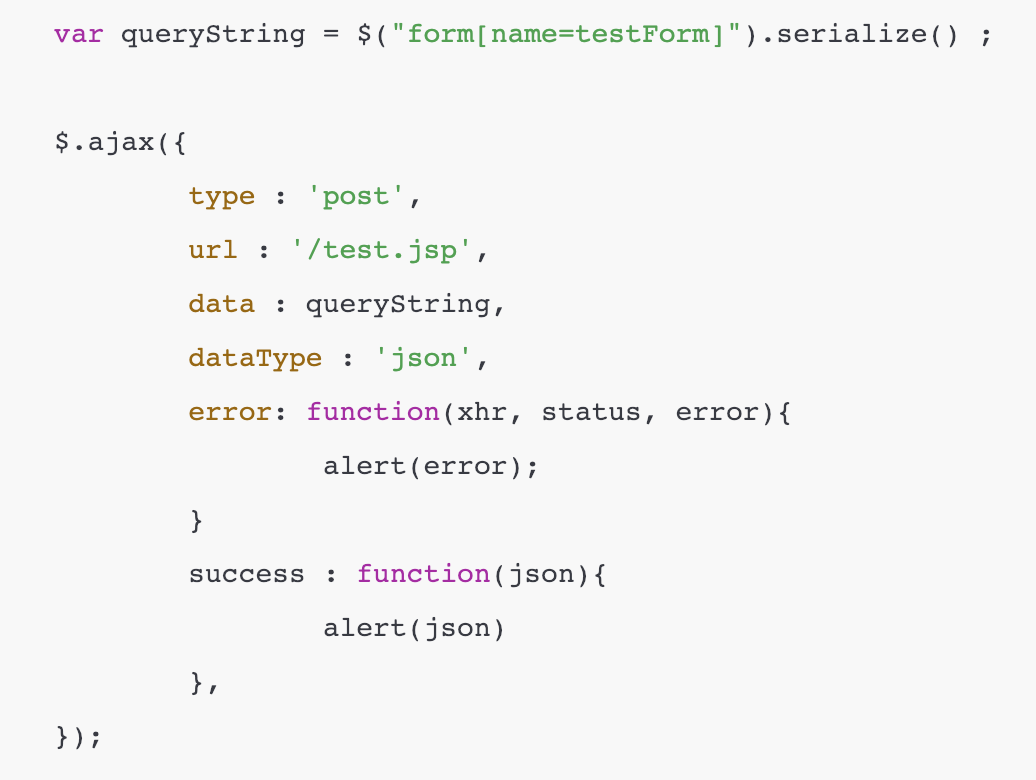 var queryString = $("form[name=testForm]").serialize() ;
$.ajax({
type : 'post',
url : '/test.jsp',
data : queryString,
dataType : 'json',
error: function(xhr, status, error){
alert(error);
}
success : function(json){
alert(json)
},
});